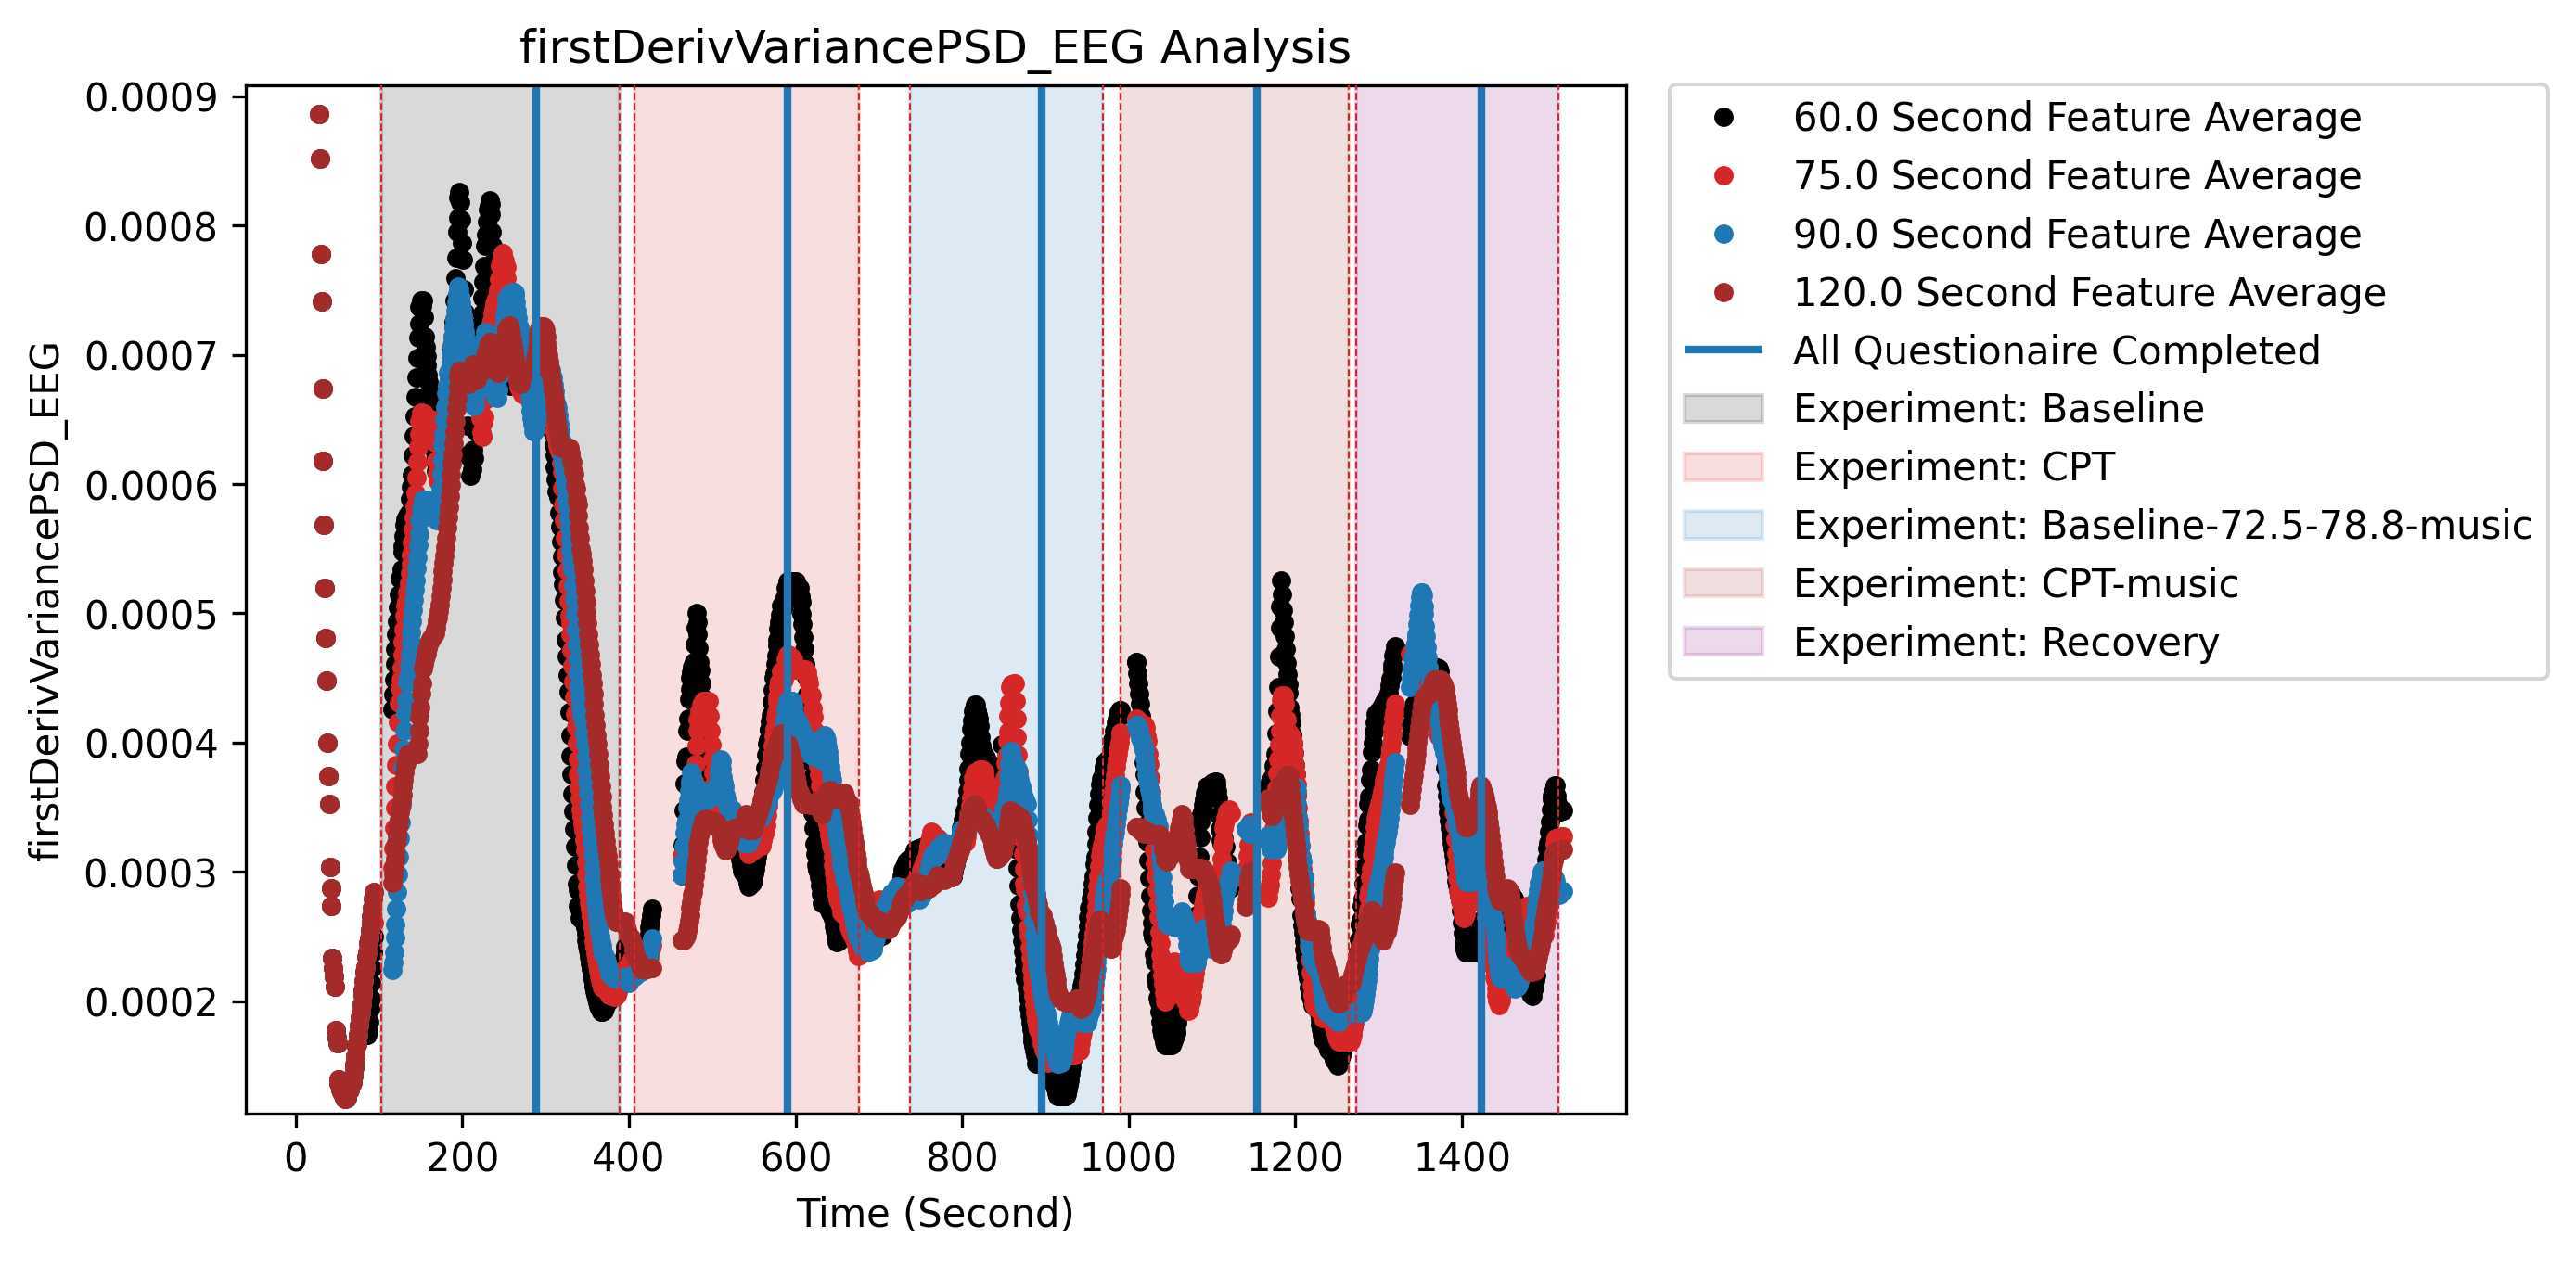 firstDerivVariancePSD_EEG Analysis
firstDerivVariancePSD_EEG
0.0009
0.0008
0.0007
0.0006
0.0005
0.0004
0.0003
0.0002
0 200 400 600 800 1000 1200 1400
Time (Second)
60.0 Second Feature Average
75.0 Second Feature Average
90.0 Second Feature Average
120.0 Second Feature Average
All Questionaire Completed
Experiment: Baseline
Experiment: CPT
Experiment: Baseline-72.5-78.8-music
Experiment: CPT-music
Experiment: Recovery